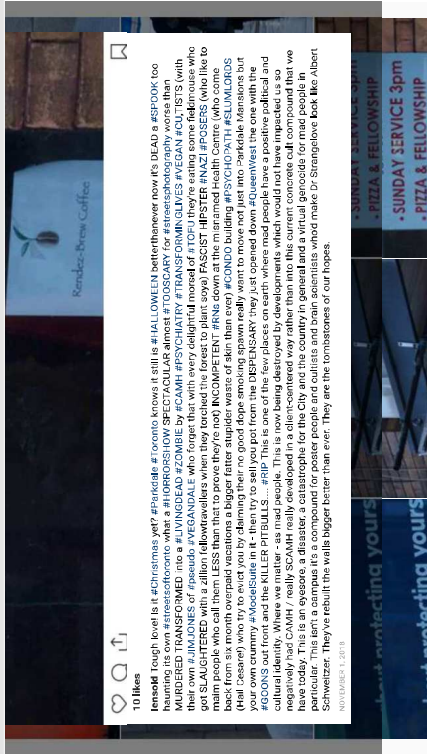 10 likes
lensold Tough love! Is it #Christmas yet? #Parkdale #Toronto knows it still is #HALLOWEEN betterthanever now it's DEAD a #SPOOK too
haunting its own #streetsoftoronto what a #HORRORSHOW SPECTACULAR almost #TOOSCARY for #streetsphotography worse than
MURDERED TRANSFORMED into a #LIVINGDEAD #ZOMBIE by #CAMH #PSYCHIATRY #TRANSFORMINGLIVES #VEGAN #CULTISTS (with
their own #JIMJONES of #pseudo #VEGANDALE who forget that with every delightful morsel of #TOFU they're eating some fieldmouse who
got SLAUGHTERED with a zillion fellowtravellers when they torched the forest to plant soya) FASCIST HIPSTER #NAZI #POSERS (who like to
maim people who call them LESS than that to prove they're not) INCOMPETENT #RNs down at the misnamed Health Centre (who come
back from six month overpaid vacations a bigger fatter stupider waste of skin than ever) #CONDO building #PSYCHOPATH #SLUMLORDS
(Hail Cesare!) who try to evict you by claiming their no good dope smoking spawn really want to move not just into Parkdale Mansions but
your own crummy #ModelSuite in it - then try to sell you pot from the DISPENSARY they just opened down #QueenWest the one with the
#GOONS out front and the KILLER PITBULLS.... #RIP This is one of the few places on earth where mad people have a positive political and
cultural identity. Where we matter - as mad people. This is now being destroyed by developments which would not have impacted us so
negatively had CAMH / really SCAMH really developed in a client-centered way rather than into this current concrete cult compound that we
have today. This is an eyesore, a disaster, a catastrophe for the City and the country in general and a virtual genocide for mad people in
particular. This isn't a campus it's a compound for poster people and cultists and brain scientists whod make Dr Strangelove look like Albert
Schweitzer. They've rebuilt the walls bigger better than ever. They are the tombstones of our hopes.
NOVEMBER 1, 2018
Rendez-Brew Coffee
• SUNDAY SERVICE 3pm
• PIZZA & FELLOWSHIP
• SUNDAY SERVICE 3pm
• PIZZA & FELLOWSHIP
about protecting yours